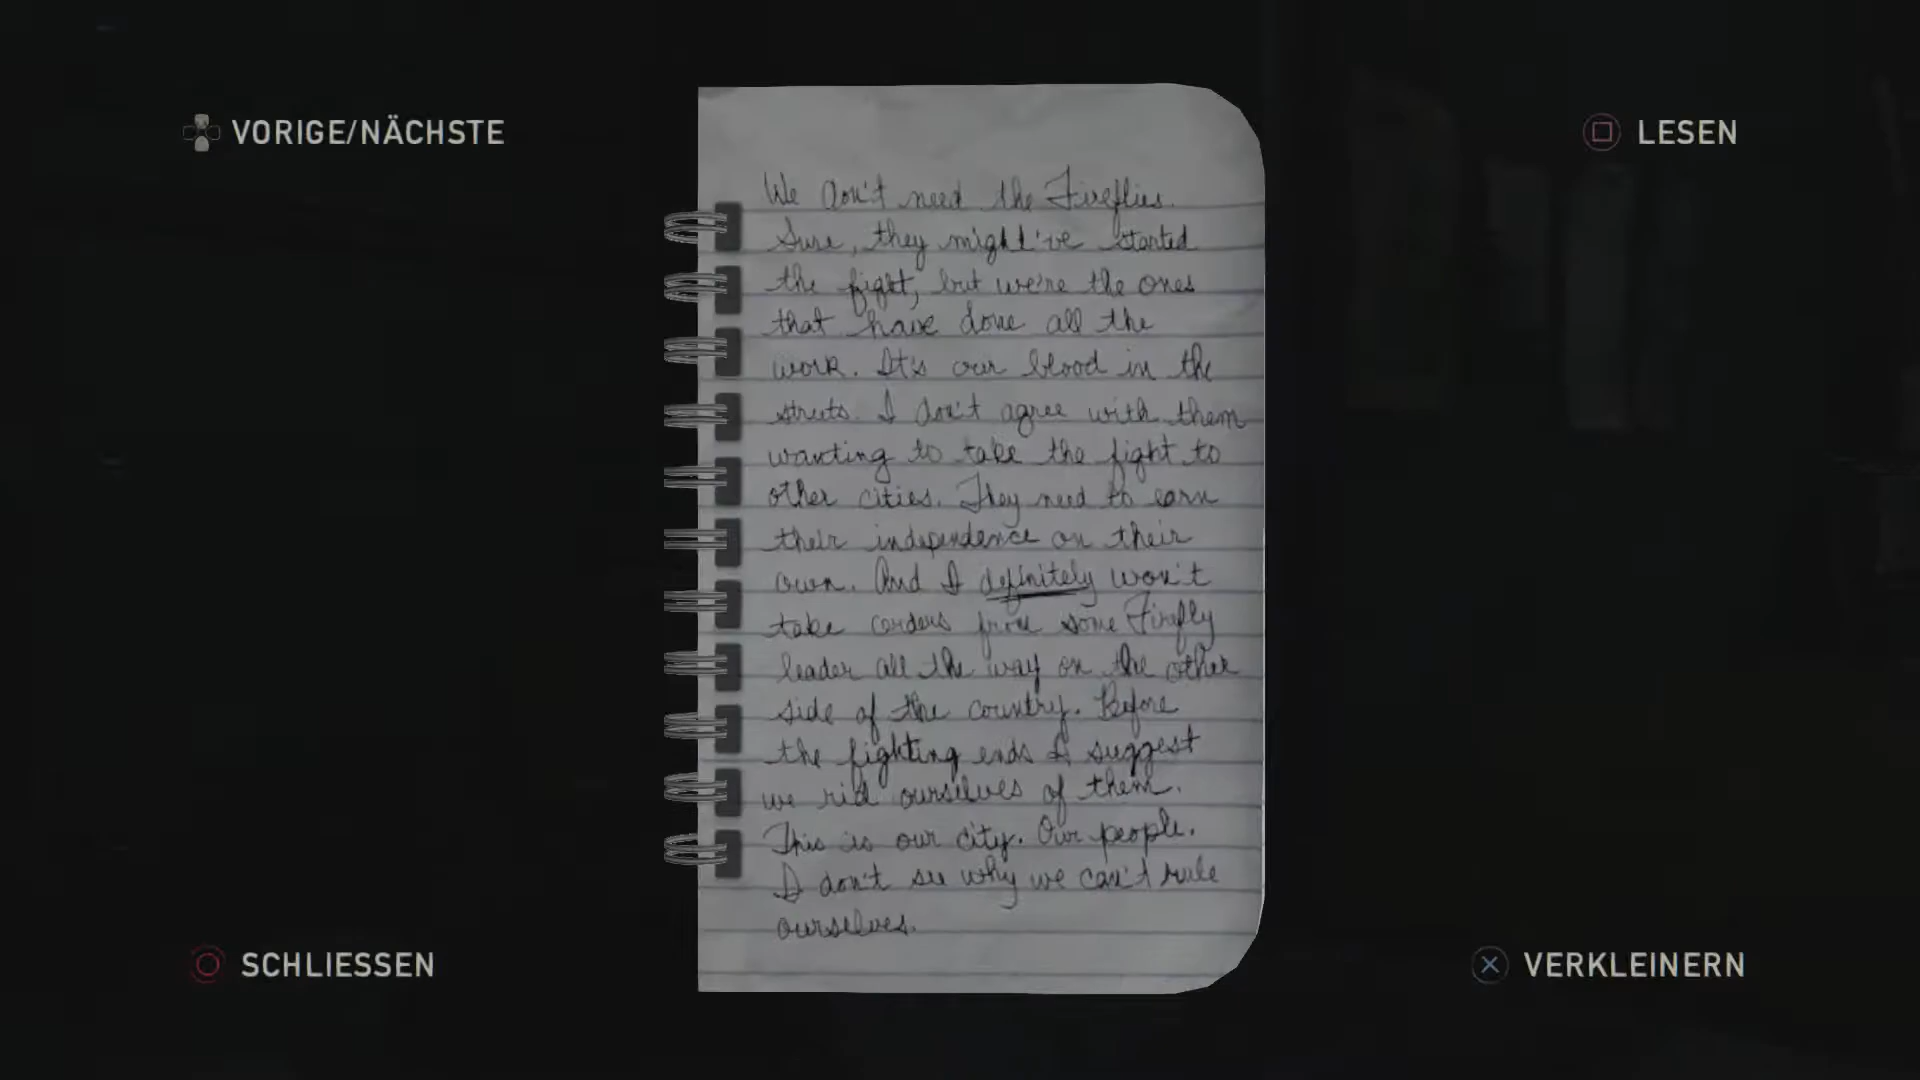 VORIGE/NÄCHSTE
LESEN
We don't need the Fireflies.
Sure, they might've started
the fight, but we're the ones
that have done all the
work. It's our blood in the
streets. I don't agree with them
wanting to take the fight to
other cities. They need to earn
their independence on their
own. And I definitely won't
take orders from some Firefly
leader all the way on the other
side of the country. Before
the fighting ends I suggest
we rid ourselves of them.
This is our city. Our people.
I don't see why we can't rule
ourselves.
SCHLIESSEN
VERKLEINERN